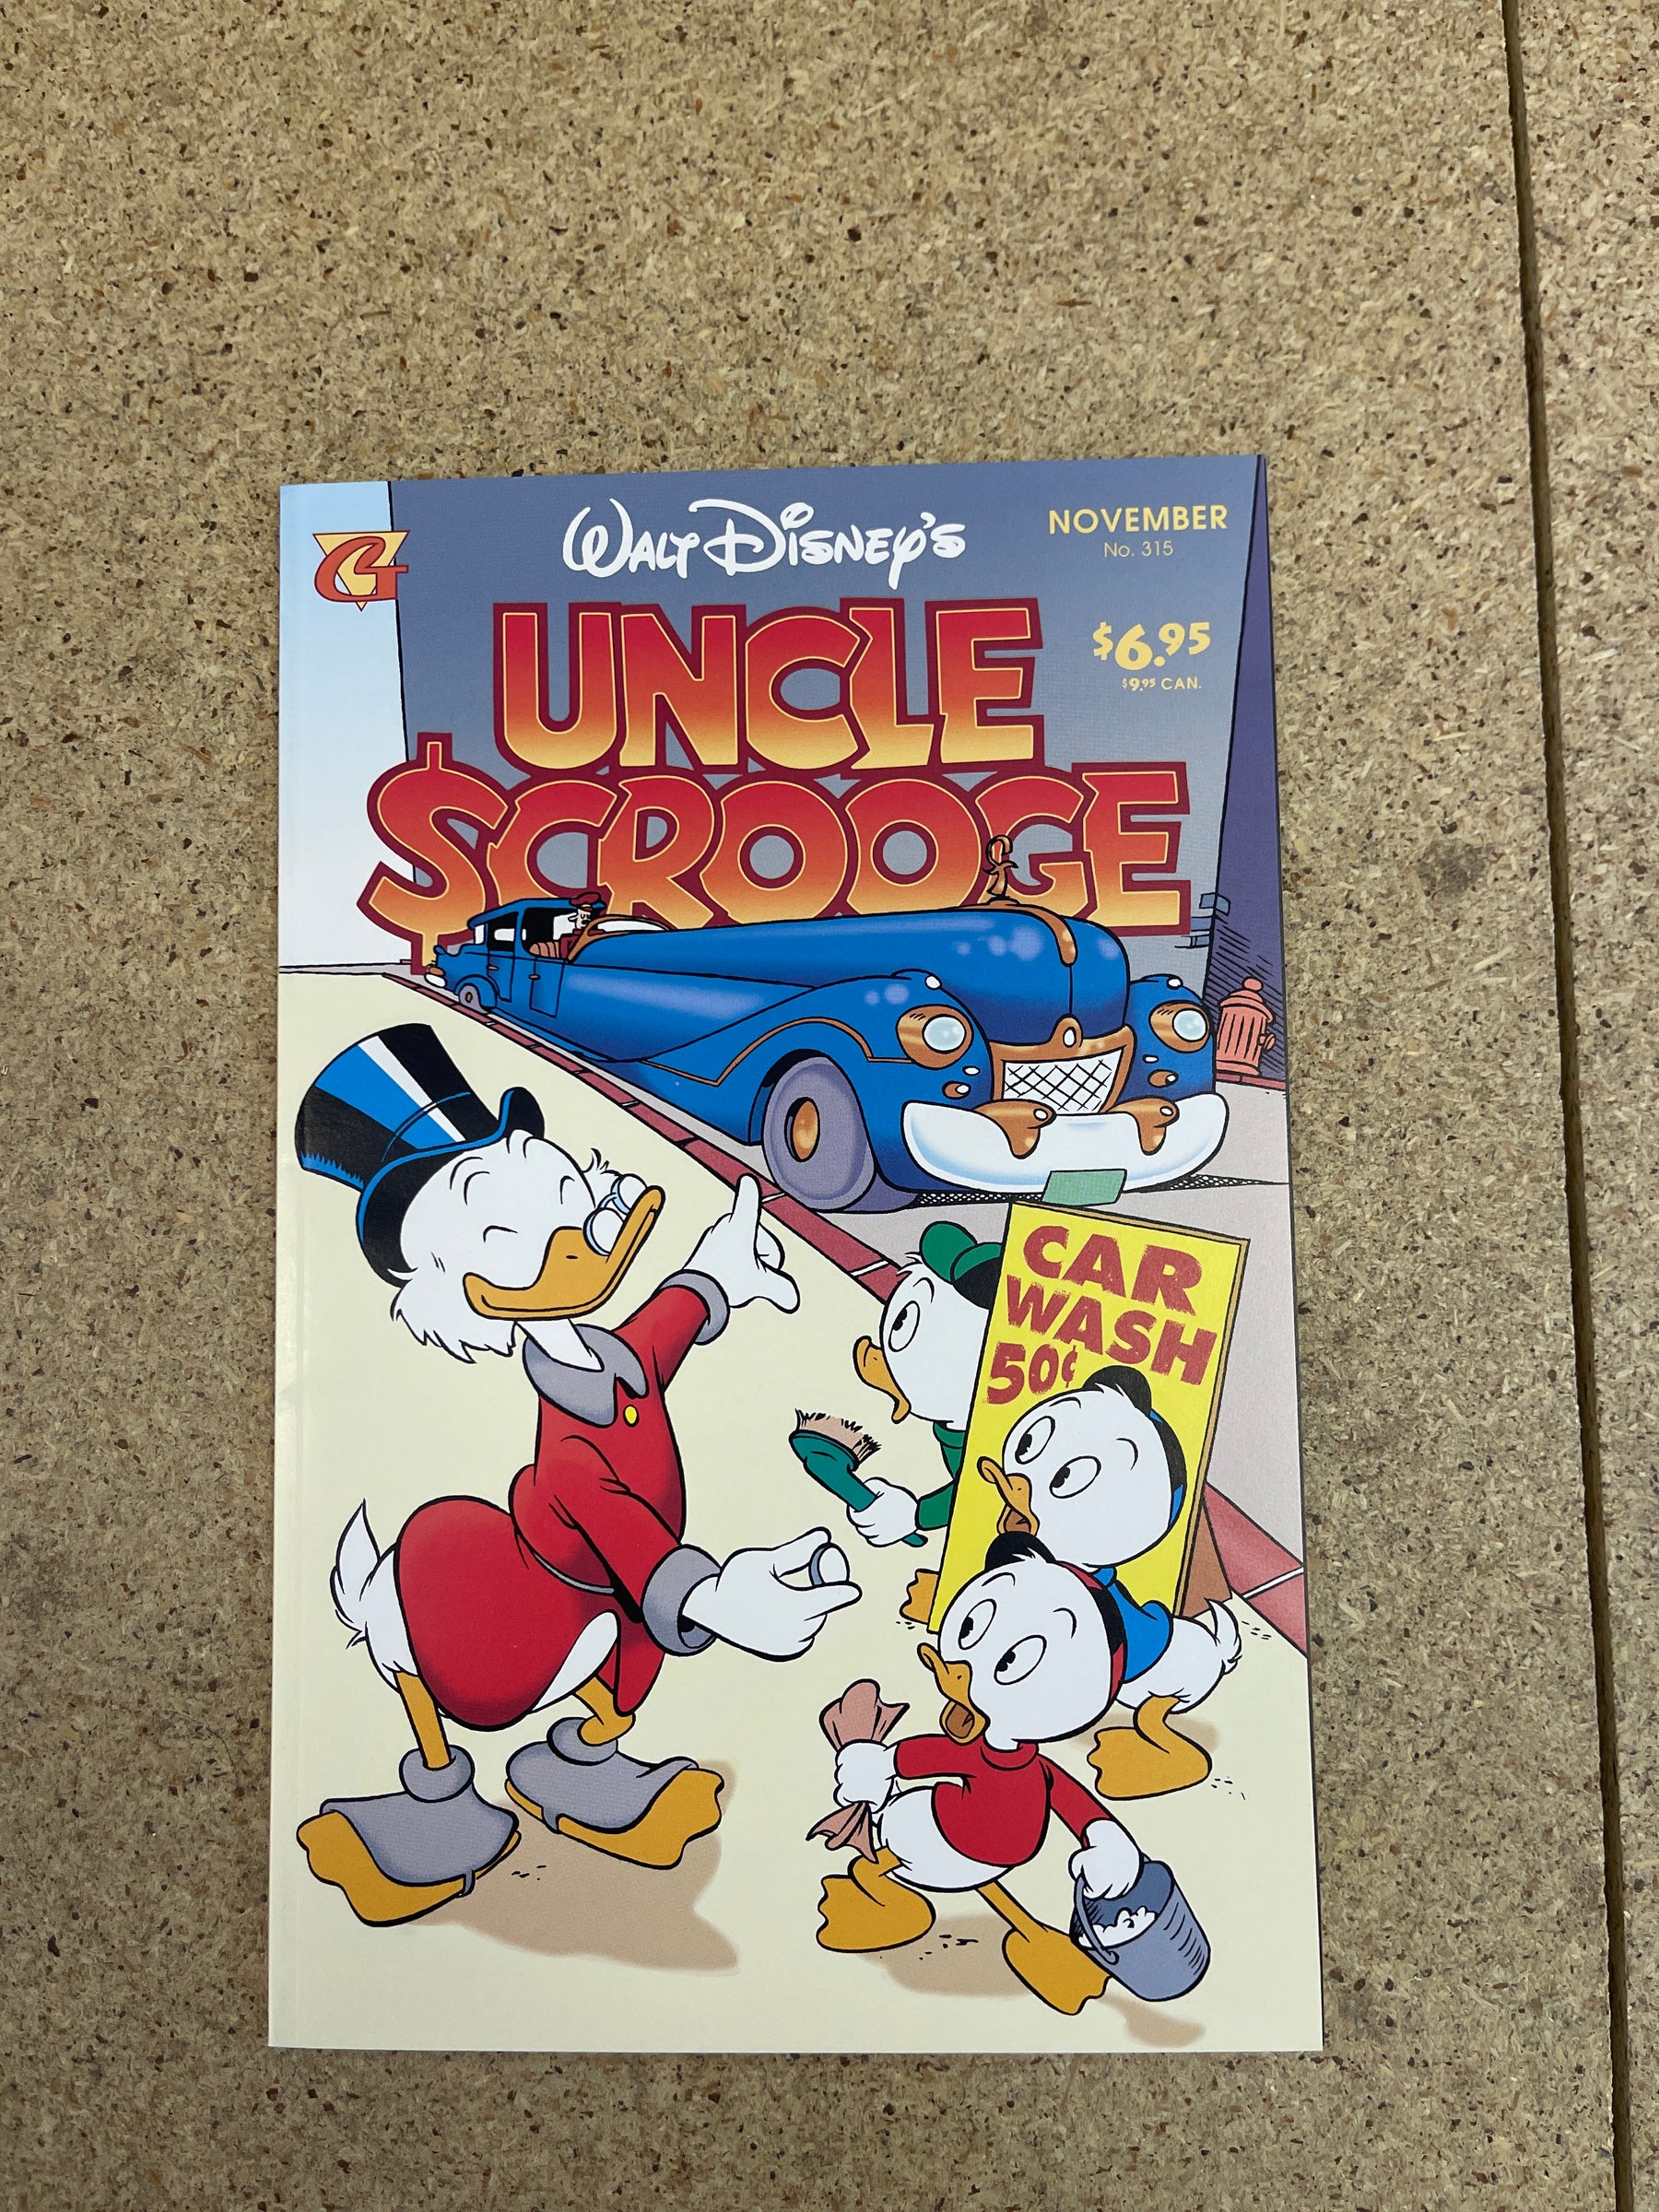 G
WALT DISNEY'S
NOVEMBER
No. 315
UNCLE
$CROOGE
$6.95
$9.95 CAN.
CAR
WASH
50¢